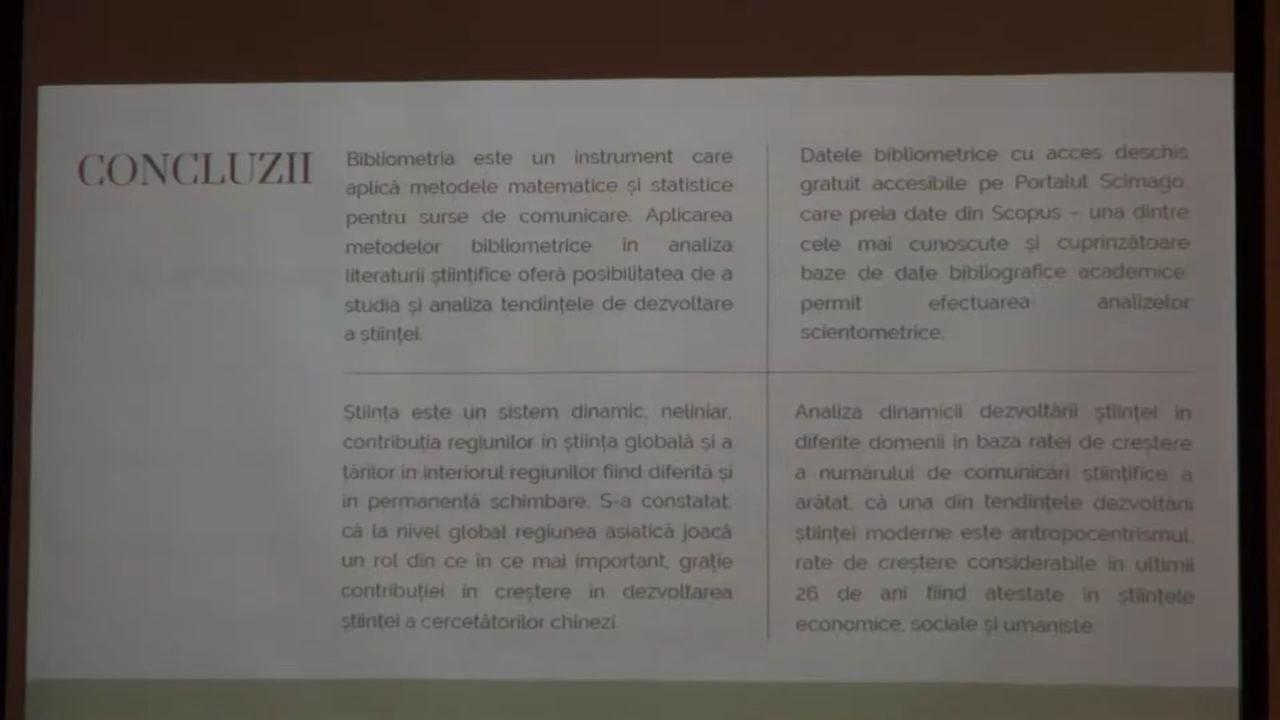 CONCLUZII
Bibliometria este un instrument care
aplică metodele matematice și statistice
pentru surse de comunicare. Aplicarea
metodelor bibliometrice în analiza
literaturii științifice oferă posibilitatea de a
studia și analiza tendințele de dezvoltare
a științei.
Datele bibliometrice cu acces deschis
gratuit accesibile pe Portalul Scimago
care preia date din Scopus – una dintre
cele mai cunoscute și cuprinzătoare
baze de date bibliografice academice
permit efectuarea analizelor
scientometrice.
Știința este un sistem dinamic, neliniar,
contribuția regiunilor în știința globală și a
țărilor în interiorul regiunilor fiind diferită și
în permanentă schimbare. S-a constatat,
că la nivel global regiunea asiatică joacă
un rol din ce în ce mai important, grație
contribuției în creștere în dezvoltarea
științei a cercetătorilor chinezi.
Analiza dinamicii dezvoltării științei în
diferite domenii în baza ratei de creștere
a numărului de comunicări științifice a
arătat, că una din tendințele dezvoltării
științei moderne este antropocentrismul,
rate de creștere considerabile în ultimii
26 de ani fiind atestate în științele
economice, sociale și umaniste.